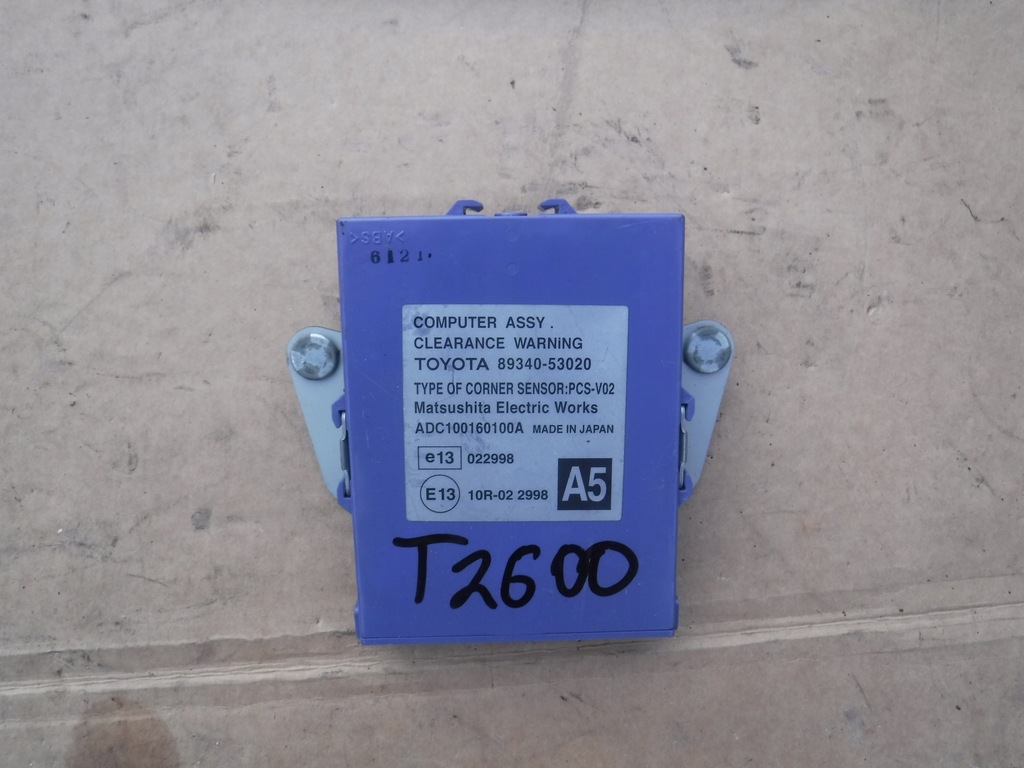 >ABS<
6121.
COMPUTER ASSY.
CLEARANCE WARNiNG
TOYOTA 89340-53020
TYPE OF CORNER SENSOR:PCS-V02
Matsushita Electric Works
ADC100160100A MADE IN JAPAN
e13 022998
E13 10R-02 2998
A5
T2600